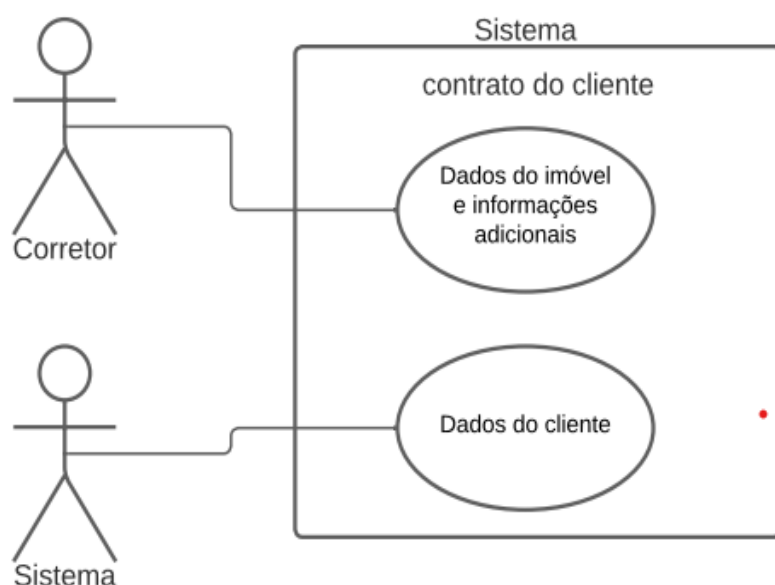 Sistema
contrato do cliente
Dados do imóvel
e informações
adicionais
Corretor
Dados do cliente
Sistema